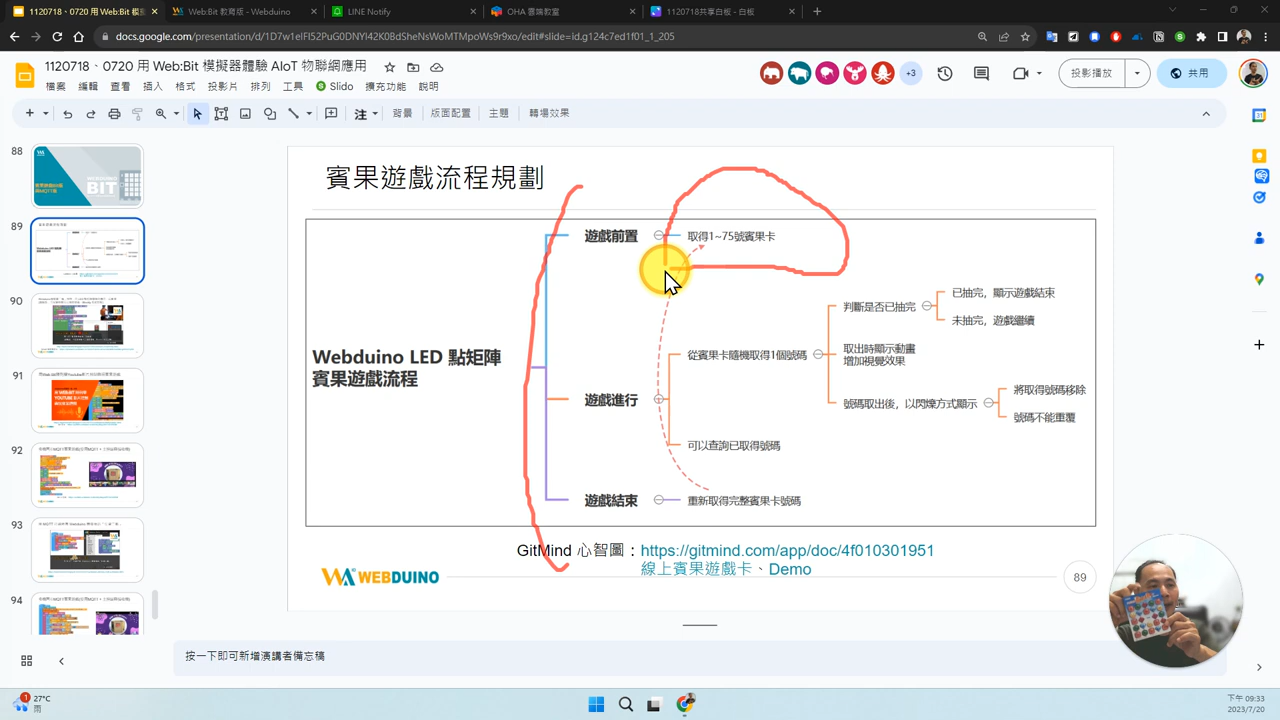 1120718、0720 用 Web:Bit 模
Web:Bit 教育版 - Webduino
LINE Notify
OHA 雲端教室
1120718共享白板 - 白板
docs.google.com/presentation/d/1D7w1eIFI52PuG0DNYI42K0BdSheNsWoMTMpoWs9r9xo/edit#slide=id.g124c7ed1f01_1_205
1120718、0720 用 Web:Bit 模擬器體驗 AIoT 物聯網應用
檔案 編輯 查看 插入 格式 投影片 排列 工具 Slido 擴充功能 說明
+3
投影播放
共用
背景 版面配置 主題 轉場效果
88
89
90
91
92
93
94
賓果遊戲流程規劃
遊戲前置
取得1~75號賓果卡
已抽完，顯示遊戲結束
判斷是否已抽完
未抽完，遊戲繼續
Webduino LED 點矩陣
賓果遊戲流程
從賓果卡隨機取得1個號碼
取出時顯示動畫
增加視覺效果
遊戲進行
號碼取出後，以閃爍方式顯示
將取得號碼移除
號碼不能重覆
可以查詢已取得號碼
遊戲結束
重新取得完整賓果卡號碼
GitMind 心智圖：https://gitmind.com/app/doc/4f010301951
線上賓果遊戲卡、Demo
WEBDUINO
89
按一下即可新增演講者備忘稿
1
27°C
雨
下午 09:33
2023/7/20